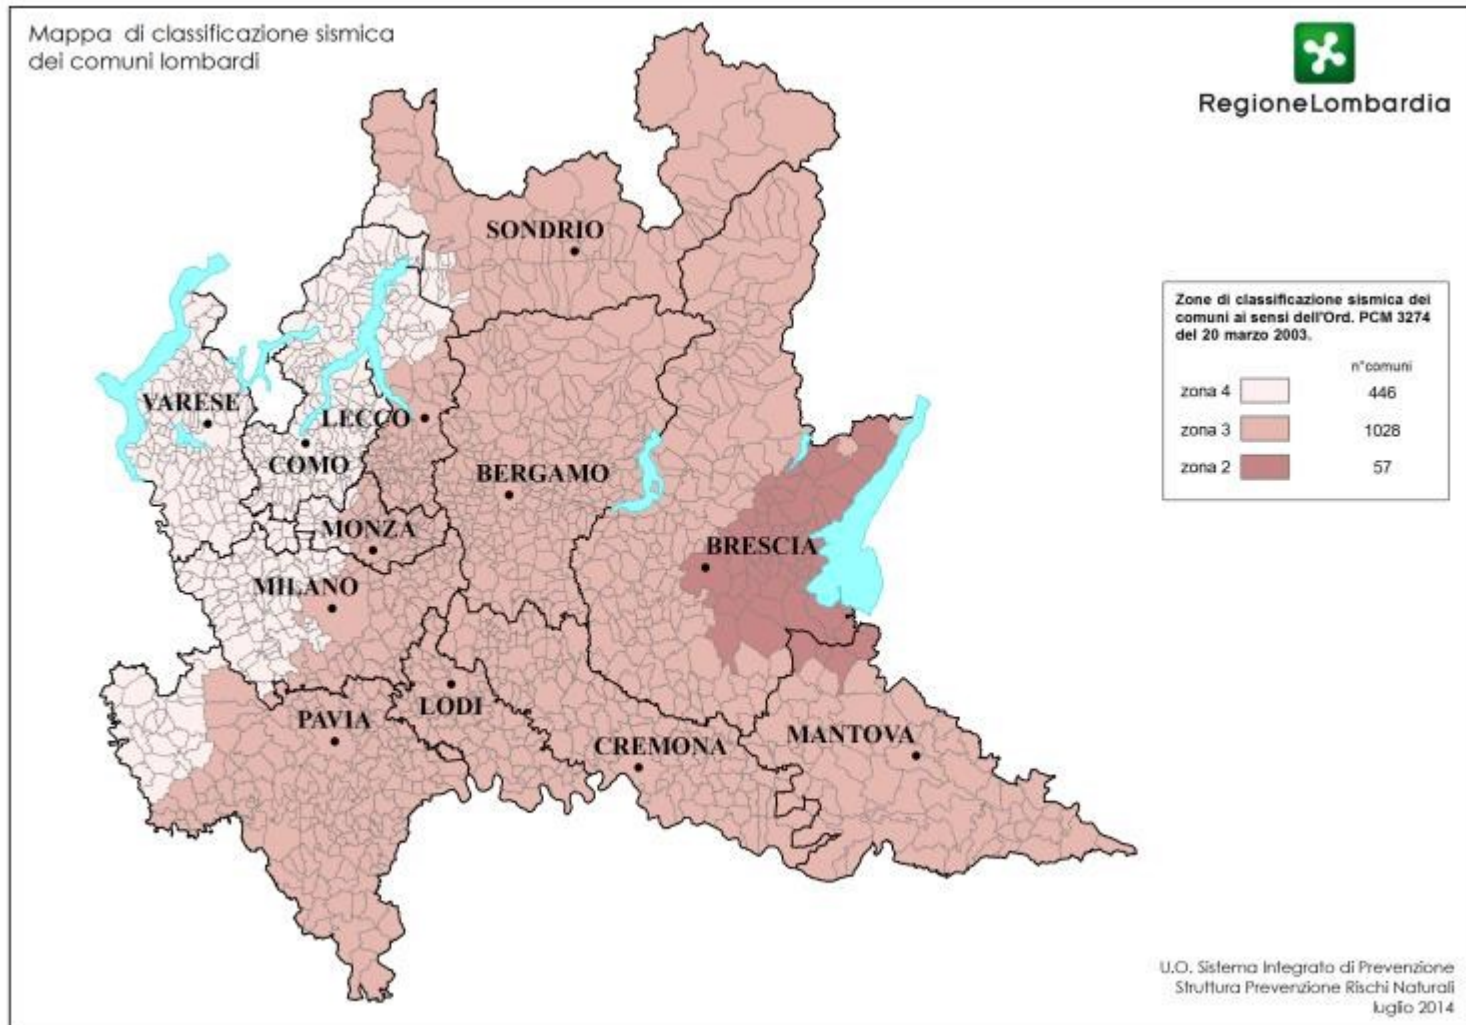 Mappa di classificazione sismica
dei comuni lombardi
RegioneLombardia
SONDRIO
VARESE
LECCO
COMO
BERGAMO
MONZA
BRESCIA
MILANO
PAVIA
LODI
CREMONA
MANTOVA
Zone di classificazione sismica dei
comuni ai sensi dell'Ord. PCM 3274
del 20 marzo 2003.
n°comuni
zona 4 446
zona 3 1028
zona 2 57
U.O. Sistema Integrato di Prevenzione
Struttura Prevenzione Rischi Naturali
luglio 2014